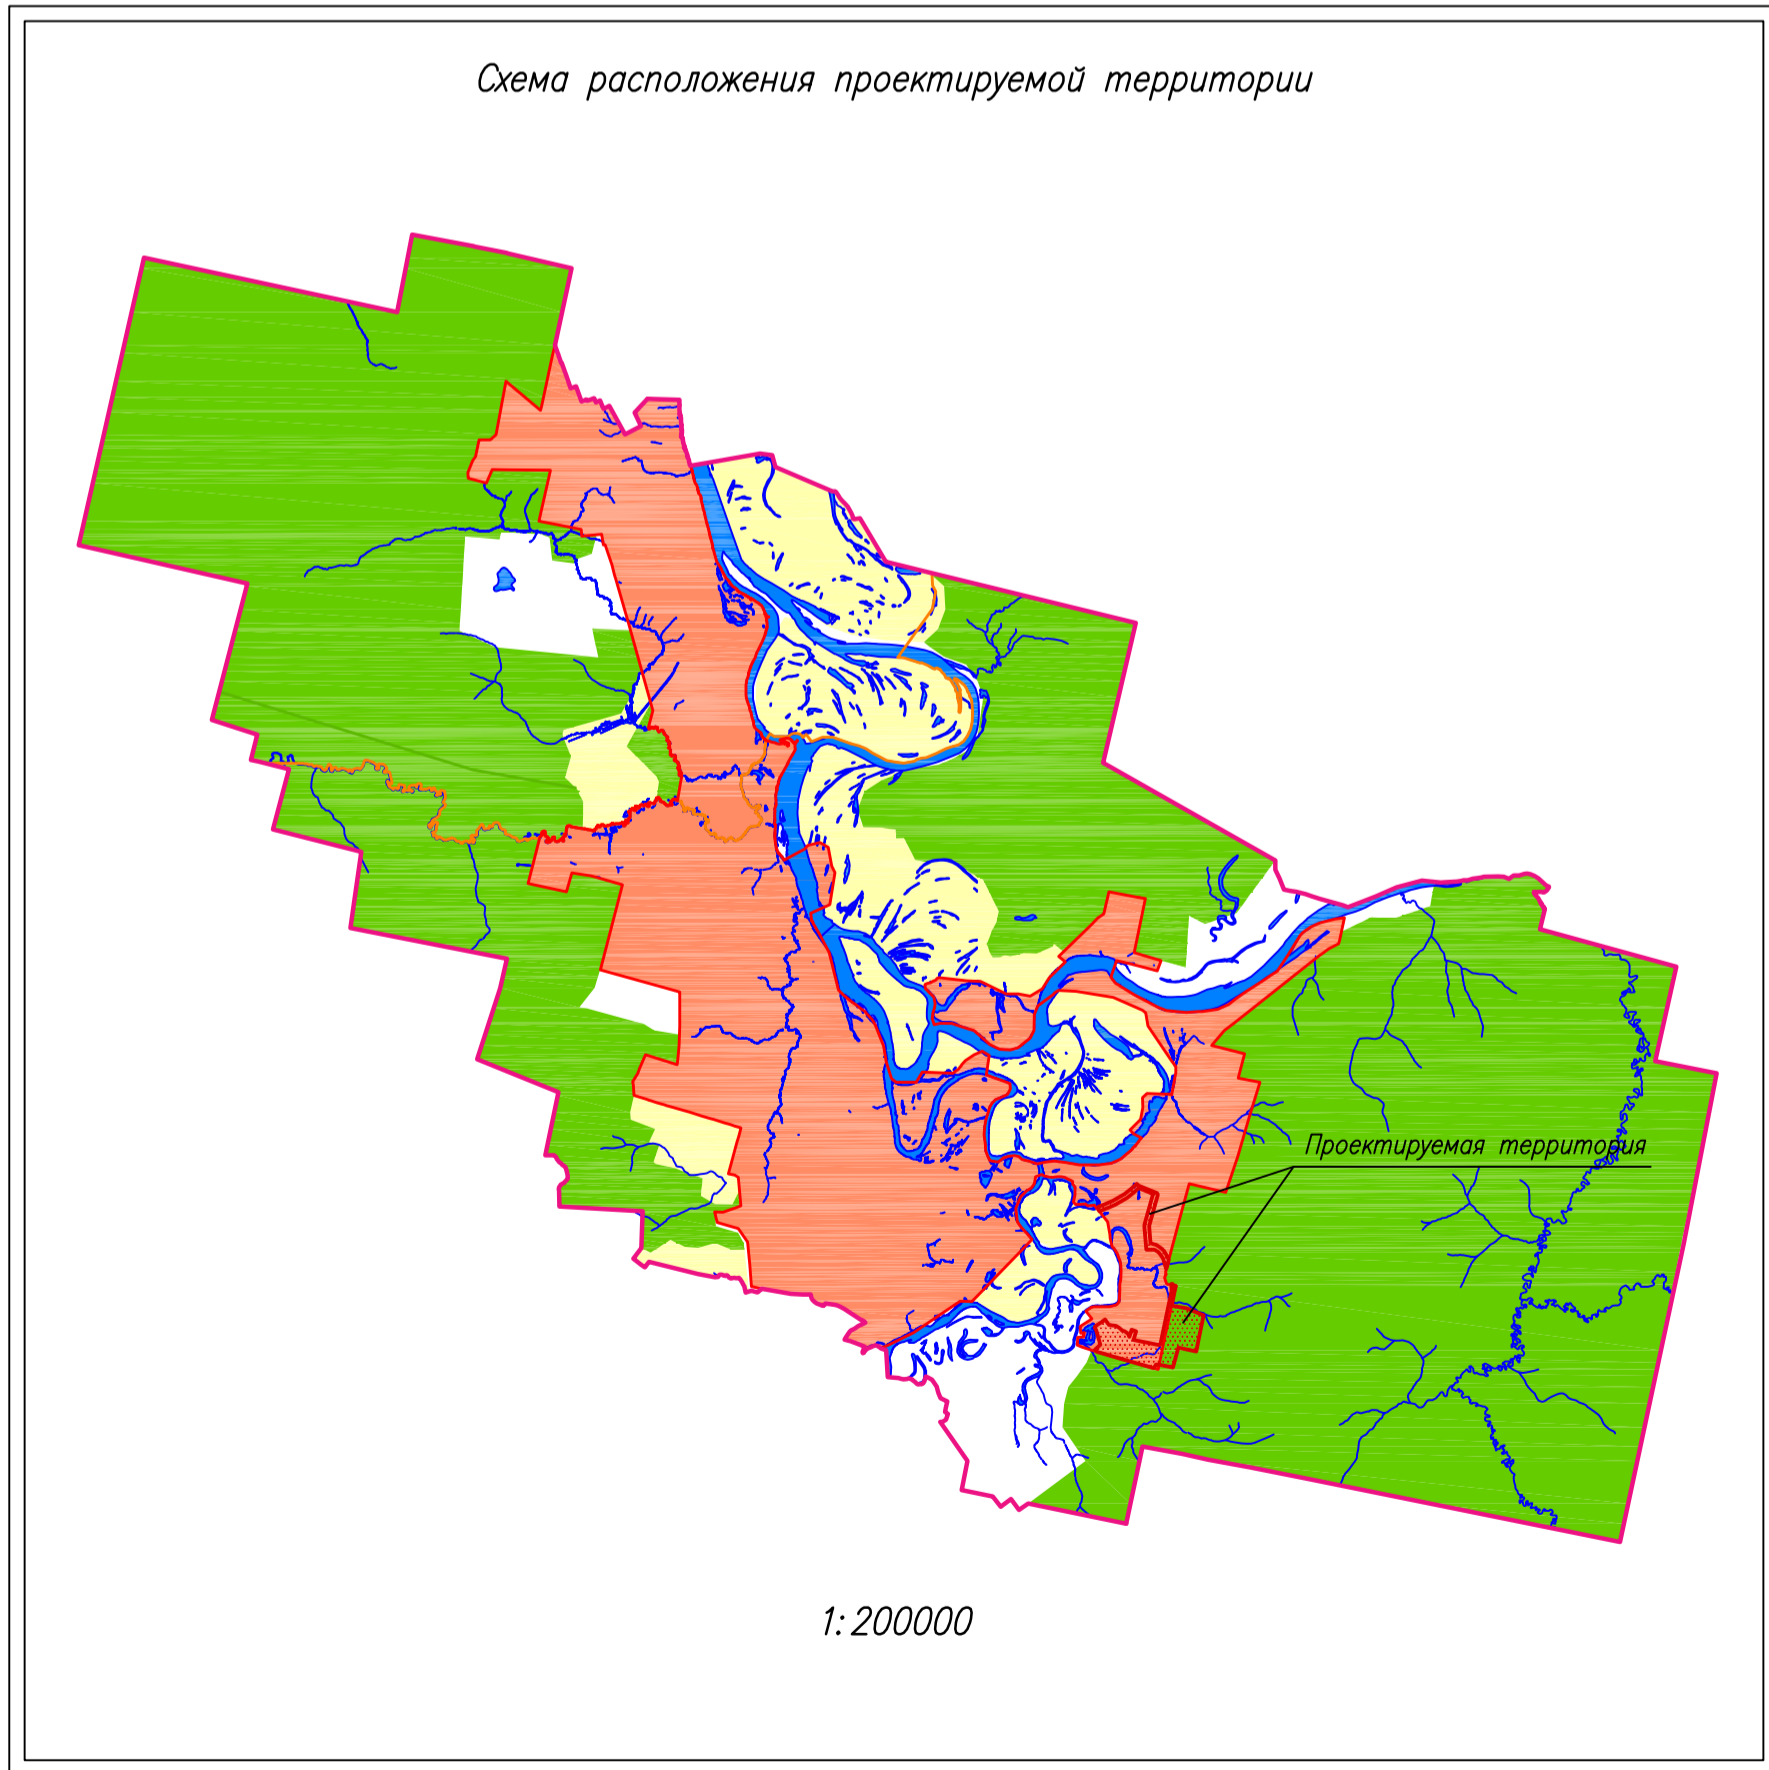 Схема расположения проектируемой территории
Проектируемая территория
1:200000